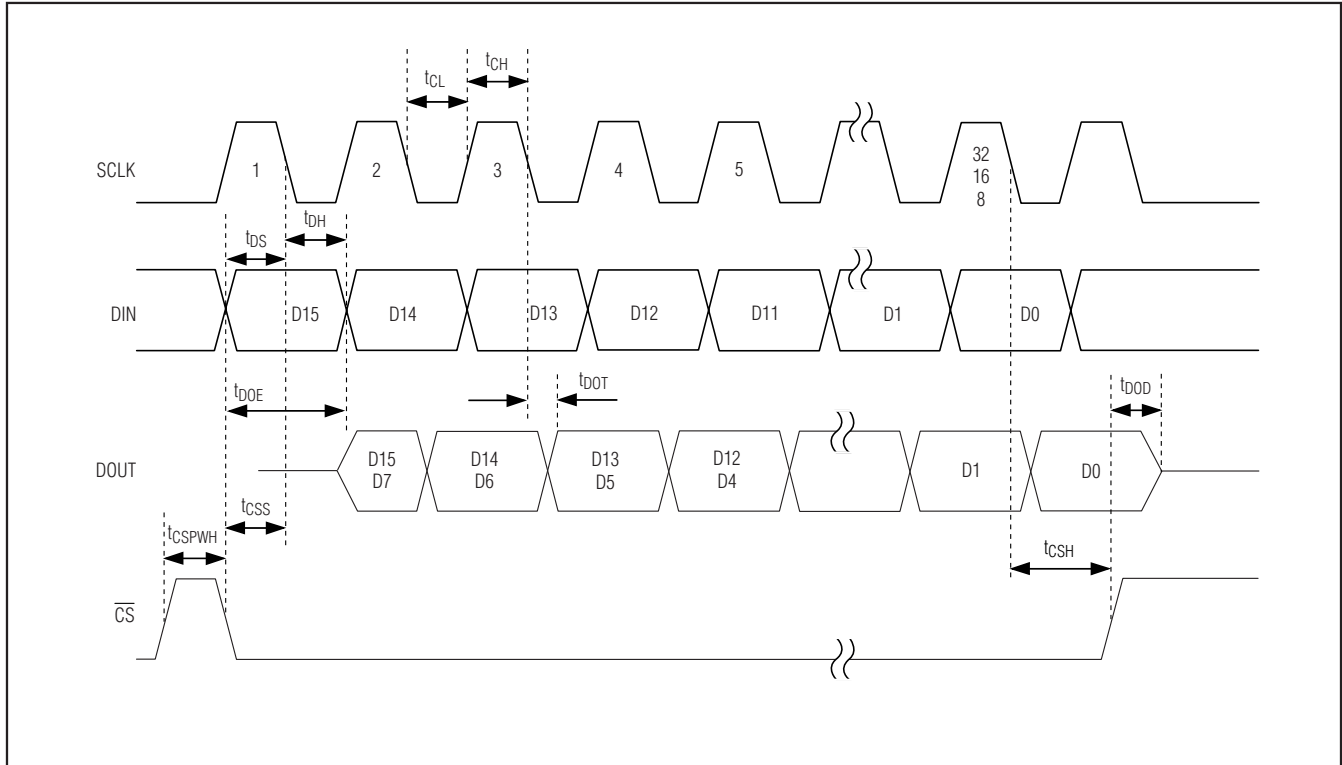 tCL
tCH
SCLK
1
2
3
4
5
32
16
8
tDS
tDH
DIN
D15
D14
D13
D12
D11
D1
D0
tDOE
tDOT
tDOD
DOUT
D15
D7
D14
D6
D13
D5
D12
D4
D1
D0
tCSPWH
tCSS
tCSH
C̅S̅